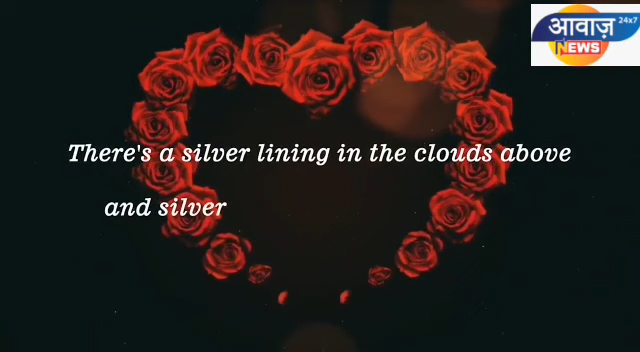 आवाज़ 24x7
NEWS
There's a silver lining in the clouds above
and silver